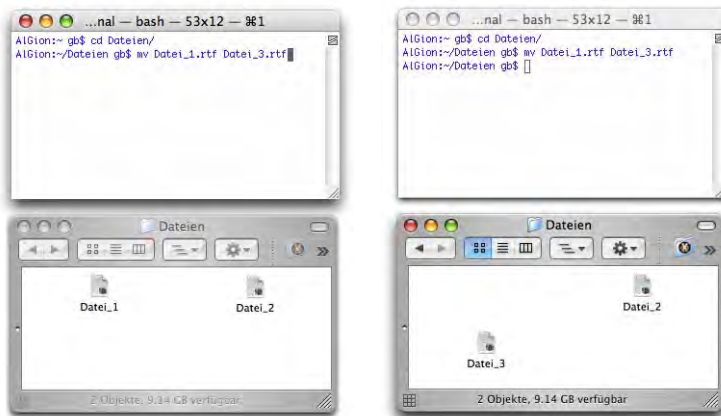 ...nal — bash — 53x12 — ⌘1
AlGion:~ gb$ cd Dateien/
AlGion:~/Dateien gb$ mv Datei_1.rtf Datei_3.rtf
...nal — bash — 53x12 — ⌘1
AlGion:~ gb$ cd Dateien/
AlGion:~/Dateien gb$ mv Datei_1.rtf Datei_3.rtf
AlGion:~/Dateien gb$
Dateien
Datei_1
Datei_2
2 Objekte, 9.14 GB verfügbar
Dateien
Datei_2
Datei_3
2 Objekte, 9.14 GB verfügbar